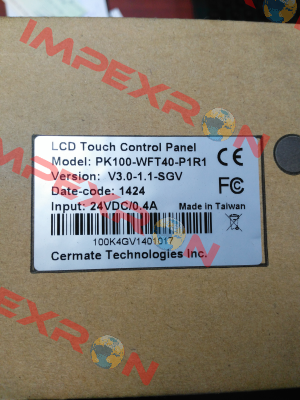 IMPEXRON
LCD Touch Control Panel
Model: PK100-WFT40-P1R1
Version: V3.0-1.1-SGV
Date-code: 1424
Input: 24VDC/0.4A
CE
FC
Made in Taiwan
100K4GV1401017
Cermate Technologies Inc.
IMPEXRON